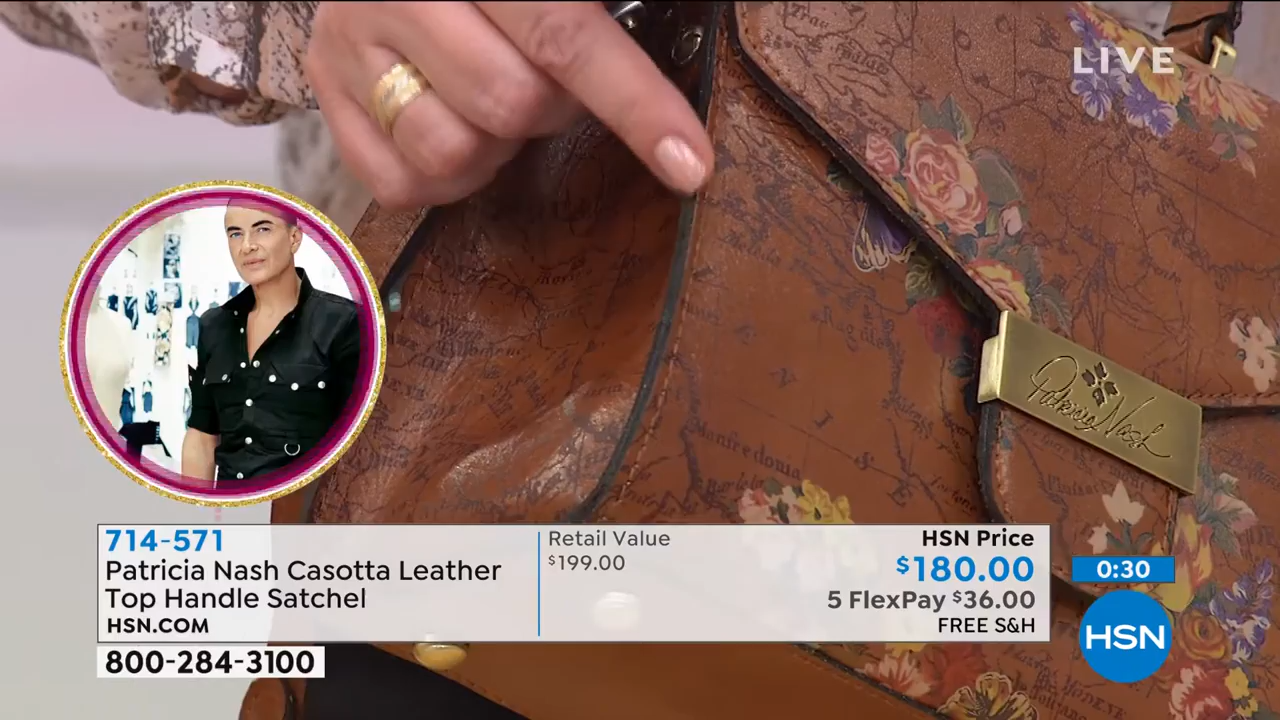 LIVE
Manfredonia
Patricia Nash
714-571
Patricia Nash Casotta Leather
Top Handle Satchel
HSN.COM
Retail Value
$199.00
HSN Price
$180.00
5 FlexPay $36.00
FREE S&H
0:30
HSN
800-284-3100